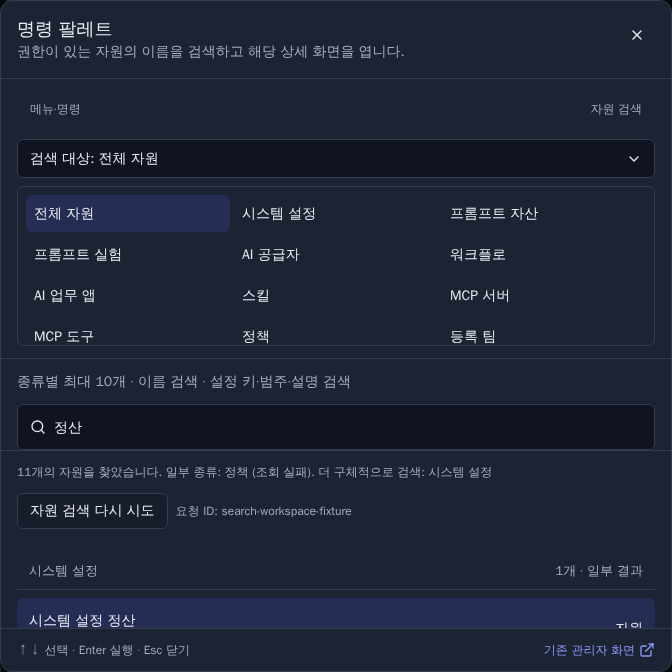 명령 팔레트
권한이 있는 자원의 이름을 검색하고 해당 상세 화면을 엽니다.
메뉴·명령 자원 검색
검색 대상: 전체 자원
전체 자원 시스템 설정 프롬프트 자산
프롬프트 실험 AI 공급자 워크플로
AI 업무 앱 스킬 MCP 서버
MCP 도구 정책 등록 팀
종류별 최대 10개 · 이름 검색 · 설정 키·범주·설명 검색
정산
11개의 자원을 찾았습니다. 일부 종류: 정책 (조회 실패). 더 구체적으로 검색: 시스템 설정
자원 검색 다시 시도 요청 ID: search-workspace-fixture
시스템 설정 1개 · 일부 결과
시스템 설정 정산 자원
↑ ↓ 선택 · Enter 실행 · Esc 닫기 기존 관리자 화면